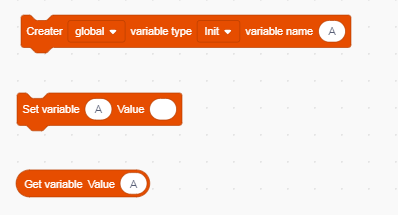 Creater global variable type Init variable name A
Set variable A Value
Get variable Value A